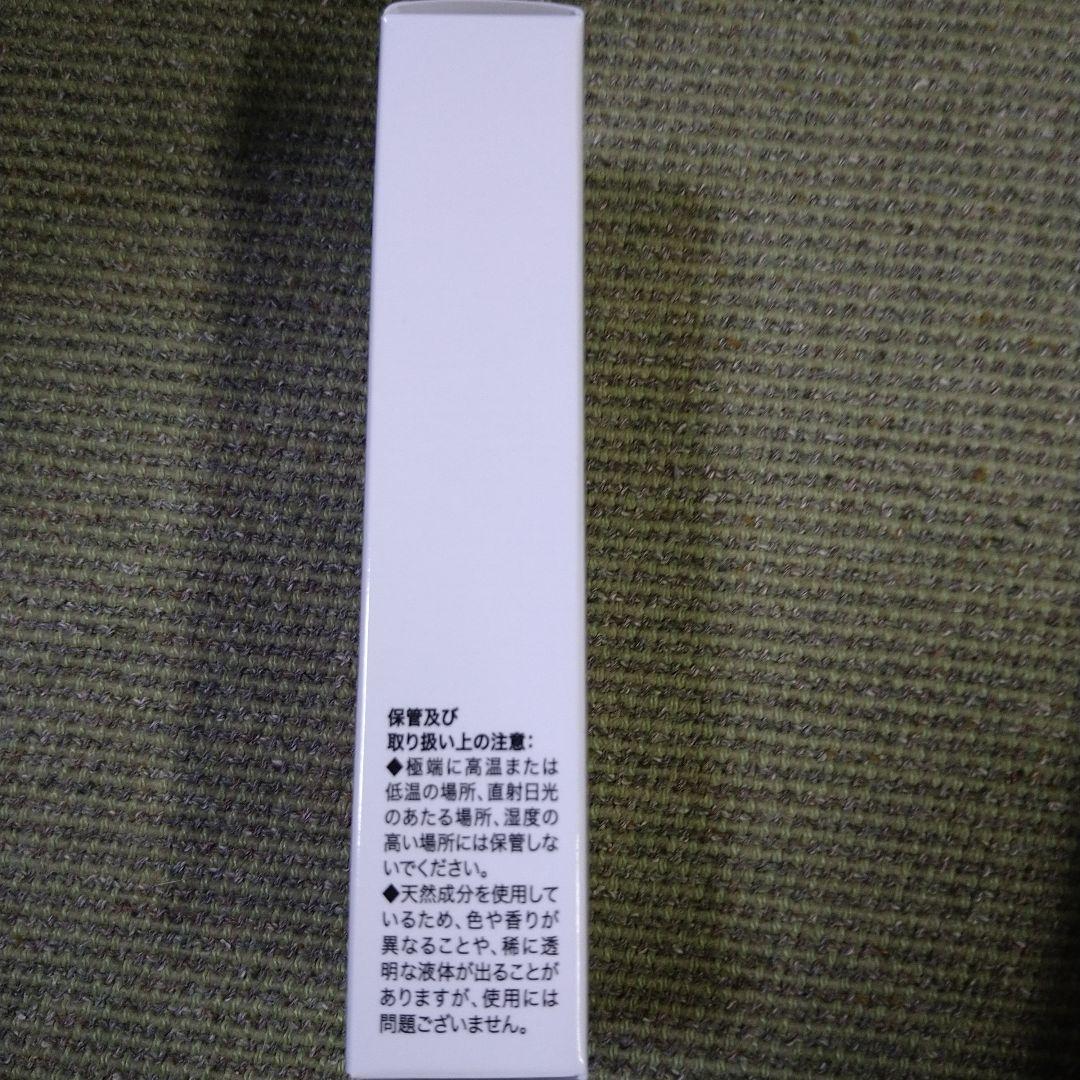 保管及び
取り扱い上の注意:
◆極端に高温または
低温の場所、直射日光
のあたる場所、湿度の
高い場所には保管しな
いでください。
◆天然成分を使用して
いるため、色や香りが
異なることや、稀に透
明な液体が出ることが
ありますが、使用には
問題ございません。